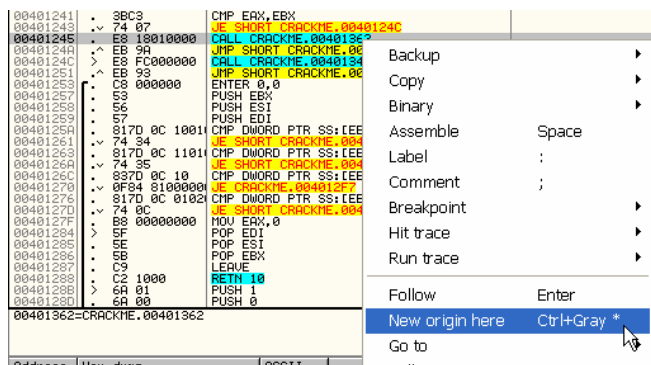 00401241 . 3BC3 CMP EAX,EBX
00401243 .v 74 07 JE SHORT CRACKME.0040124C
00401245 . E8 18010000 CALL CRACKME.00401362
0040124A .^ EB 9A JMP SHORT CRACKME.00
0040124C > E8 FC000000 CALL CRACKME.0040134
00401251 .^ EB 93 JMP SHORT CRACKME.00
00401253 . C8 000000 ENTER 0,0
00401257 . 53 PUSH EBX
00401258 . 56 PUSH ESI
00401259 . 57 PUSH EDI
0040125A . 817D 0C 1001 CMP DWORD PTR SS:[EB
00401261 .v 74 34 JE SHORT CRACKME.004
00401263 . 817D 0C 1101 CMP DWORD PTR SS:[EB
0040126A .v 74 35 JE SHORT CRACKME.004
0040126C . 837D 0C 10 CMP DWORD PTR SS:[EB
00401270 .v 0F84 8100000 JE CRACKME.004012F7
00401276 . 817D 0C 0102 CMP DWORD PTR SS:[EB
0040127D .v 74 0C JE SHORT CRACKME.004
0040127F . B8 00000000 MOV EAX,0
00401284 > 5F POP EDI
00401285 . 5E POP ESI
00401286 . 5B POP EBX
00401287 . C9 LEAVE
00401288 . C2 1000 RETN 10
0040128B > 6A 01 PUSH 1
0040128D . 6A 00 PUSH 0
00401362=CRACKME.00401362
Address Hex dump ASCII
Backup
Copy
Binary
Assemble Space
Label :
Comment ;
Breakpoint
Hit trace
Run trace
Follow Enter
New origin here Ctrl+Gray *
Go to